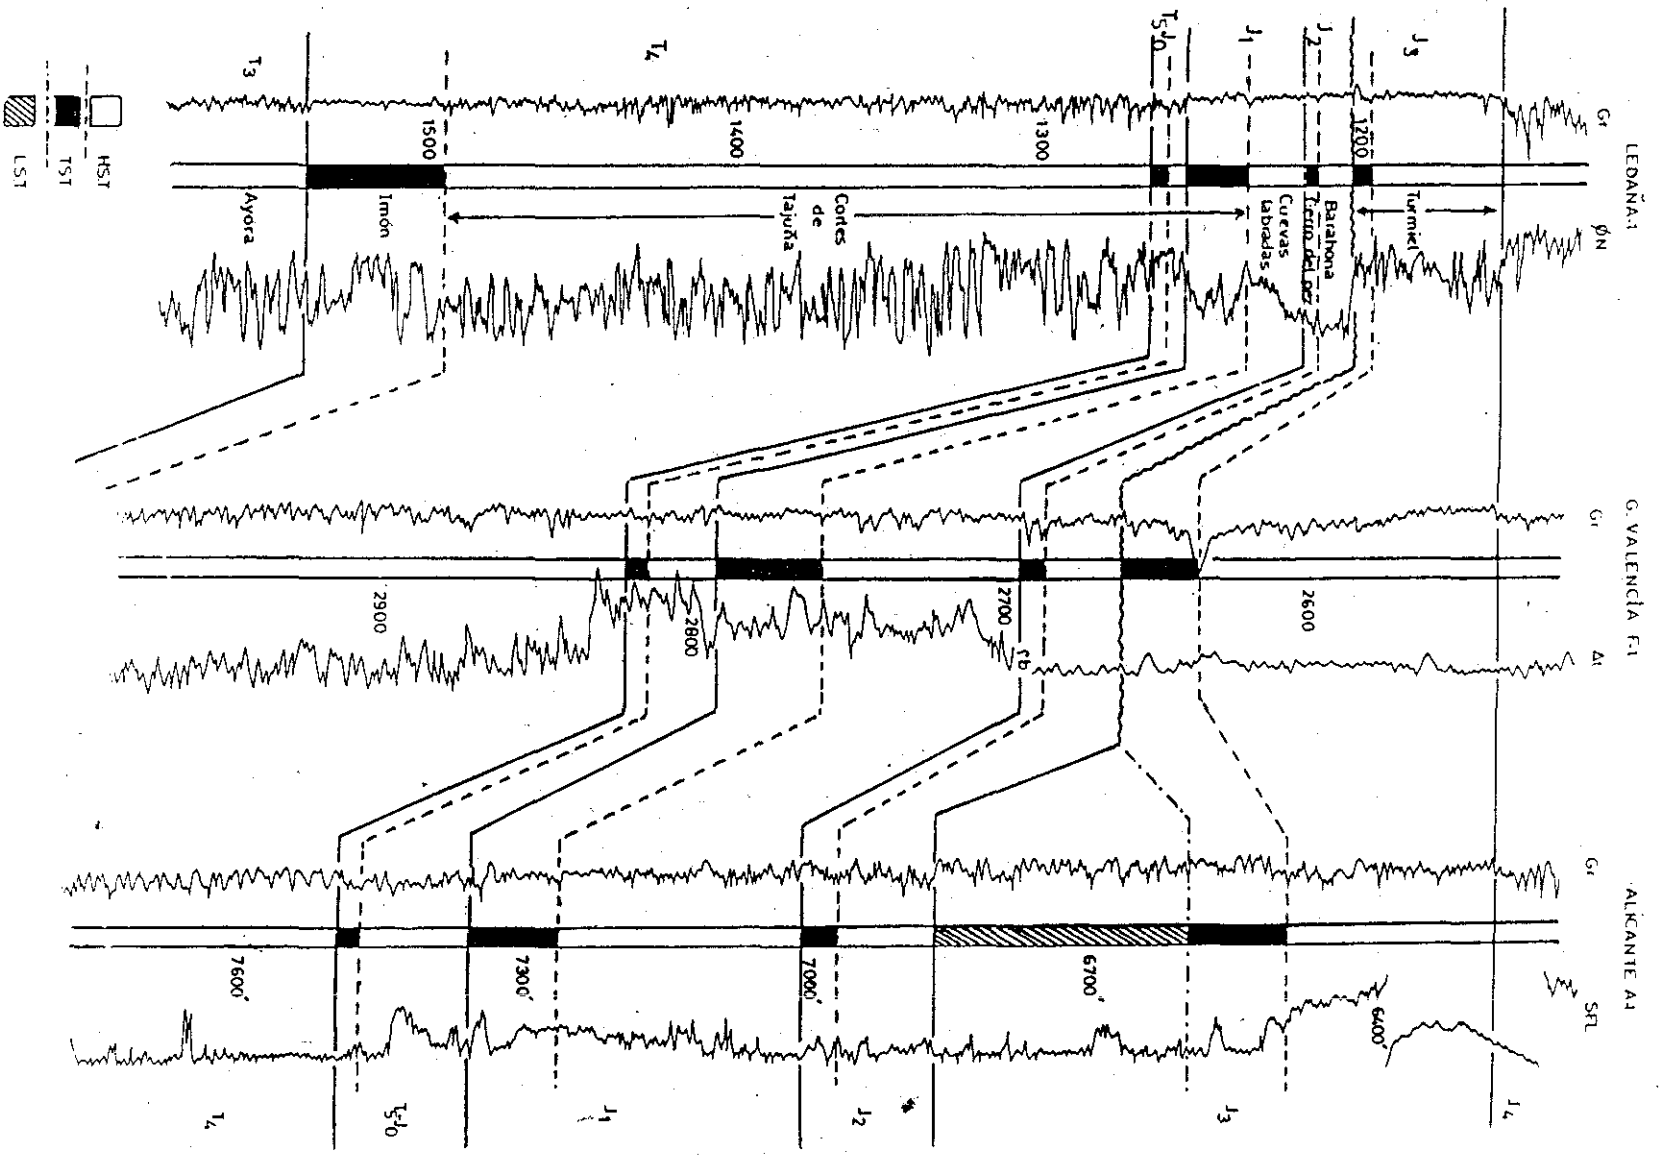 LEDAÑA.1
Gr
ØN
J3
J2
J1
T5-J0
T4
T3
1200
1300
1400
1500
Turmiel
Barahona
Cuevas
Labradas
Cortes
de
Tajuña
Imón
Ayora
G. VALENCÍA F-1
Gr
Δt
2600
2700
2800
2900
ALICANTE A-1
Gr
SFL
6400'
6700'
7000'
7300'
7600'
J4
J3
J2
J1
T5-J0
T4
HST
TST
LST